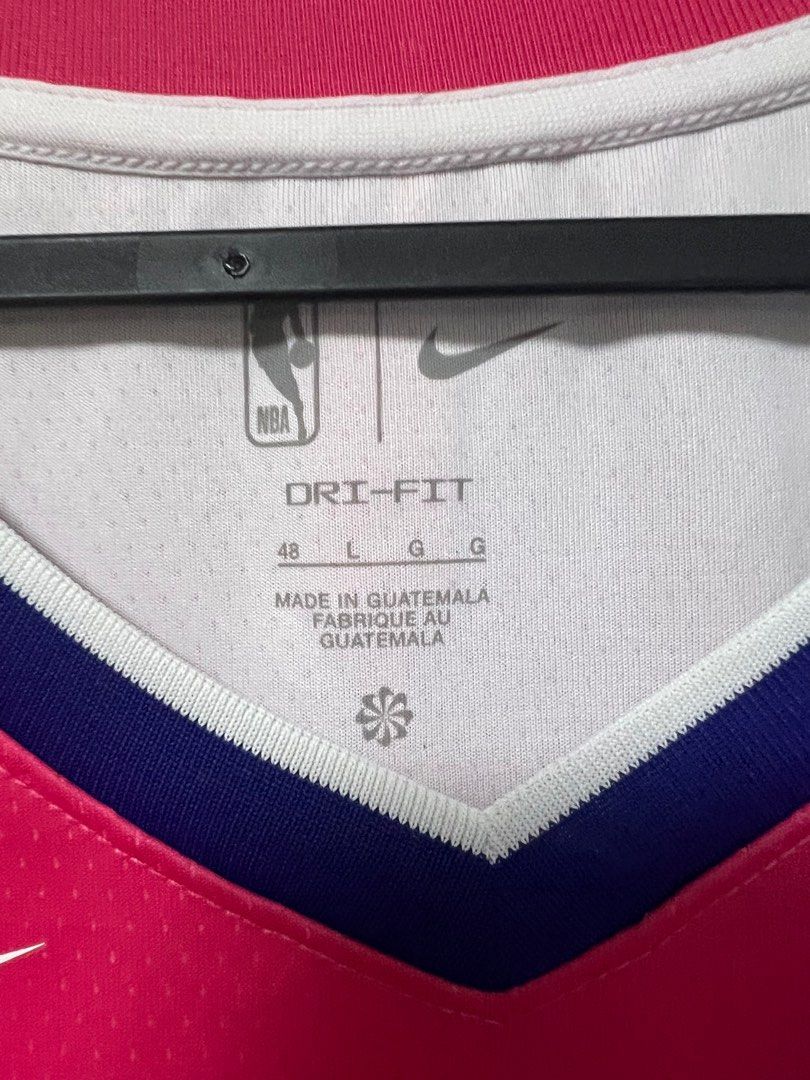 NBA
DRI-FIT
48 L G G
MADE IN GUATEMALA
FABRIQUE AU
GUATEMALA